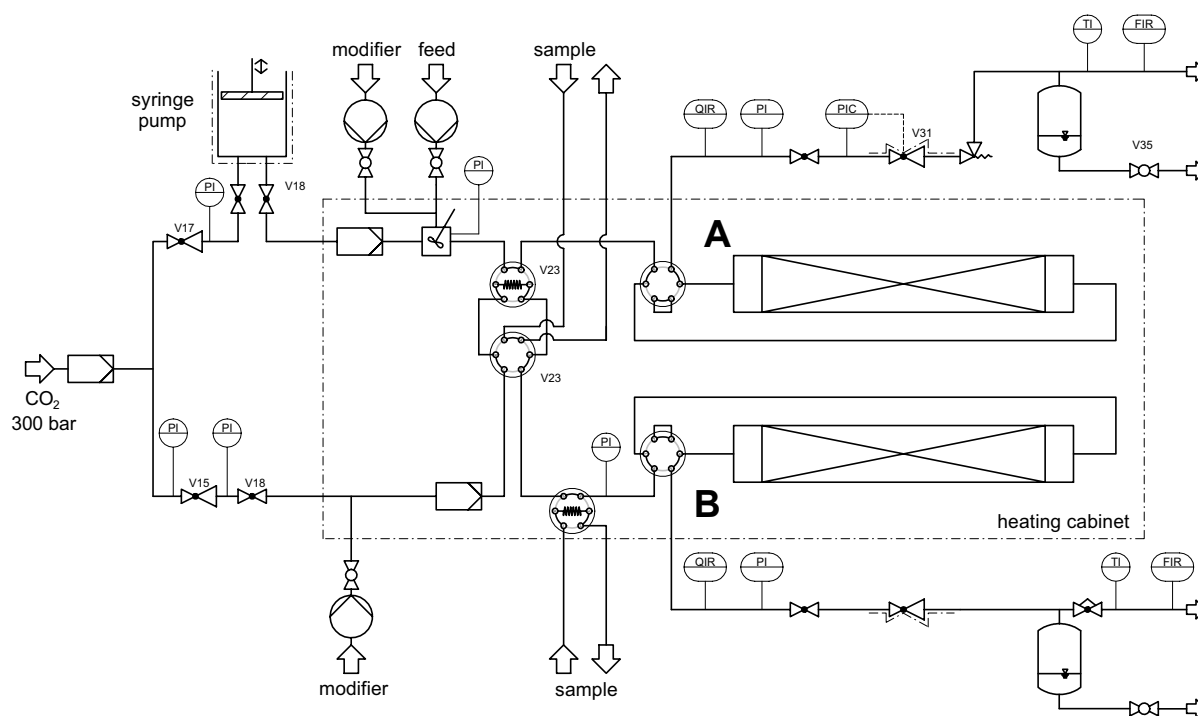 modifier
feed
sample
TI
FIR
syringe
pump
QIR
PI
PIC
V31
V35
PI
PI
V18
V17
A
V23
V23
CO2
300 bar
PI
PI
PI
V15
V18
B
heating cabinet
QIR
PI
TI
FIR
modifier
sample